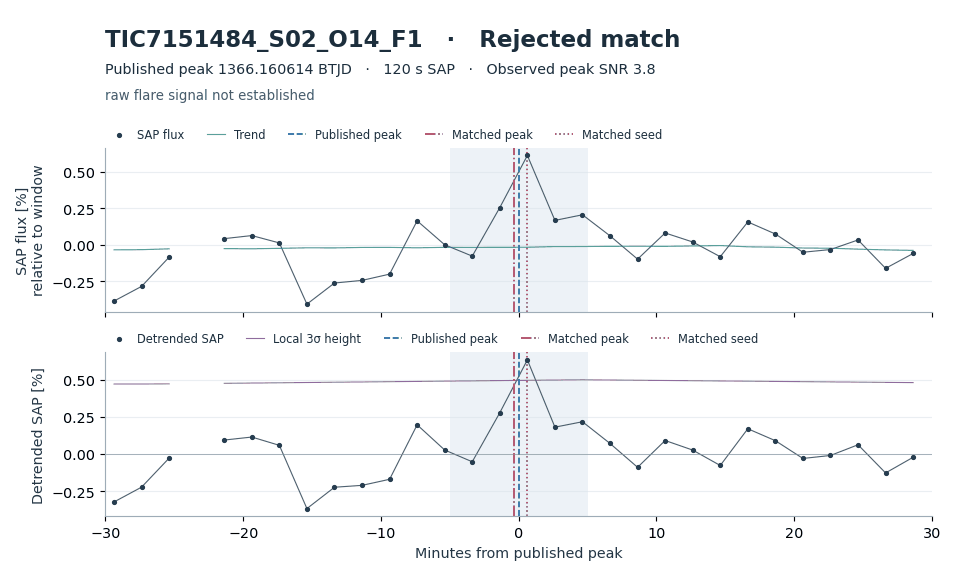 TIC7151484_S02_O14_F1 · Rejected match
Published peak 1366.160614 BTJD · 120 s SAP · Observed peak SNR 3.8
raw flare signal not established
SAP flux Trend Published peak Matched peak Matched seed
SAP flux [%]
relative to window
0.50
0.25
0.00
−0.25
Detrended SAP Local 3σ height Published peak Matched peak Matched seed
Detrended SAP [%]
0.50
0.25
0.00
−0.25
−30 −20 −10 0 10 20 30
Minutes from published peak